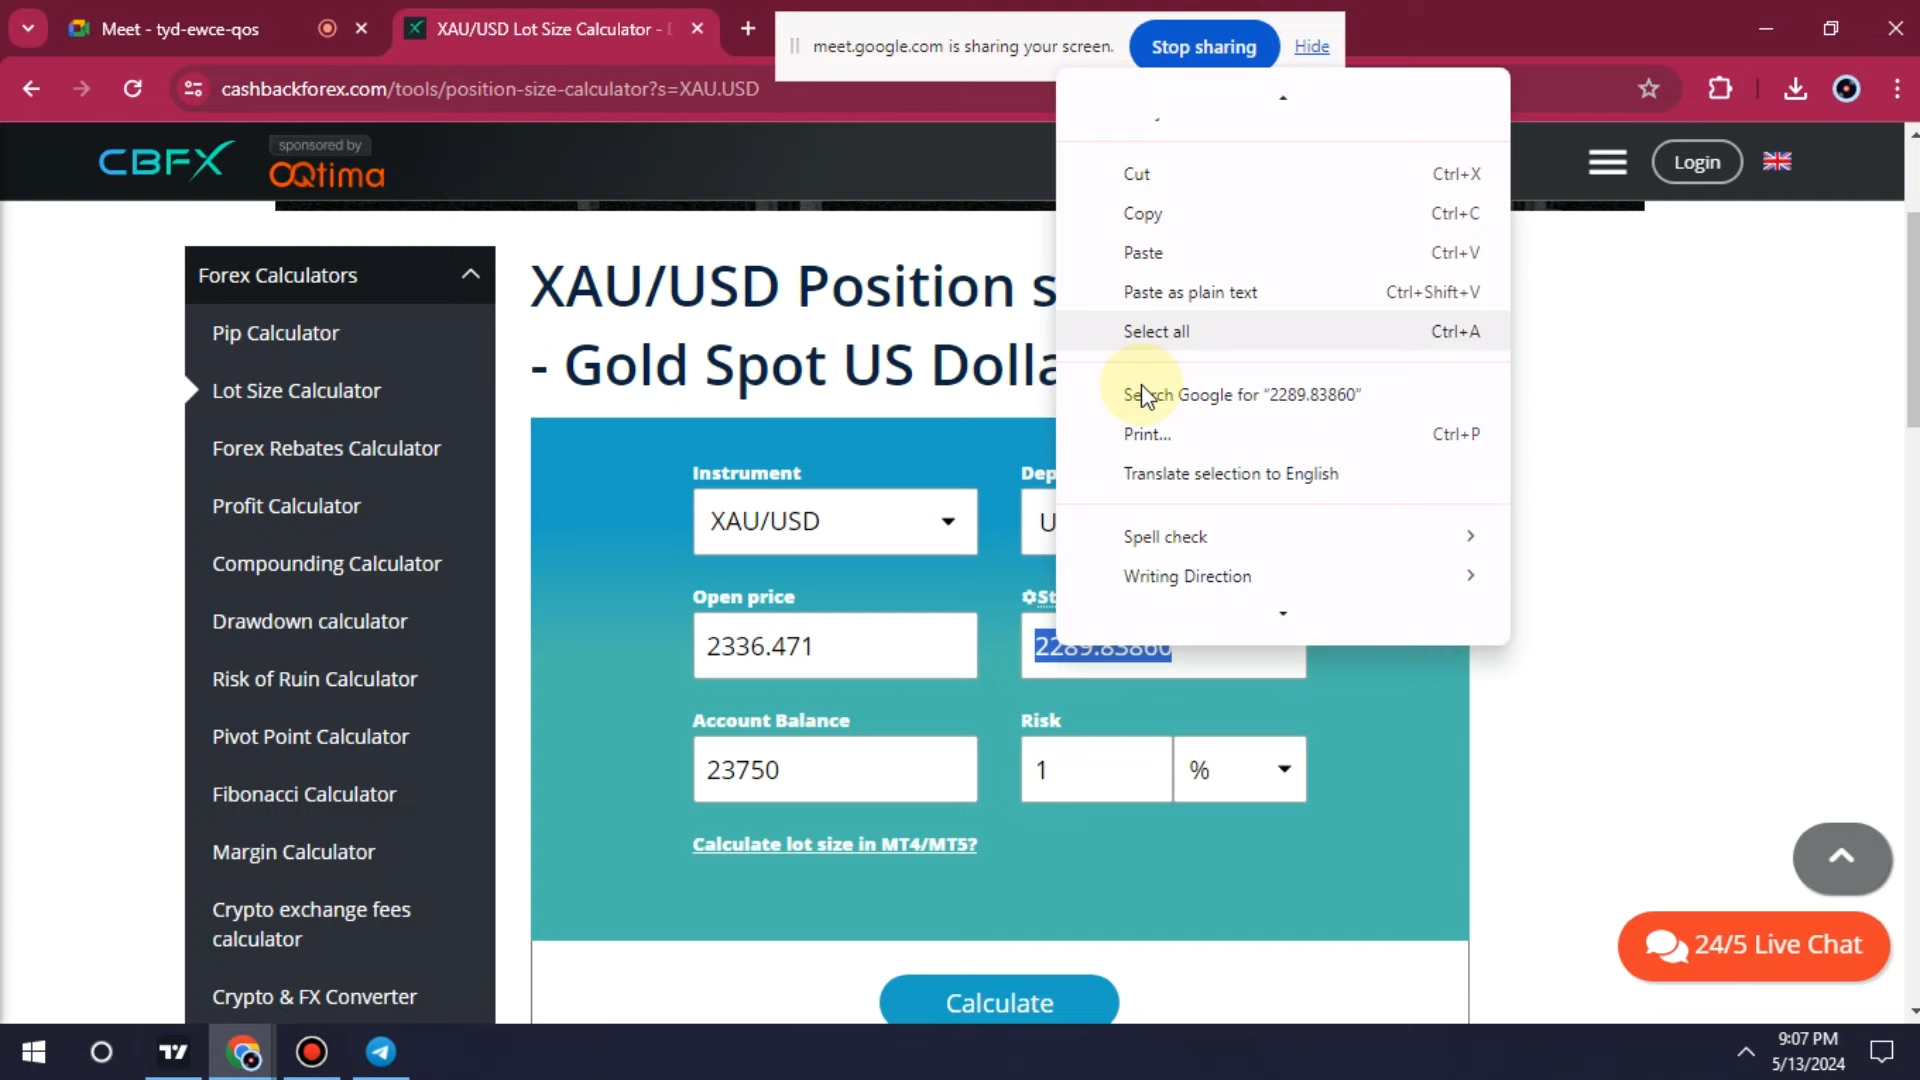 Meet - tyd-ewce-qos
XAU/USD Lot Size Calculator -
meet.google.com is sharing your screen.
Stop sharing
Hide
cashbackforex.com/tools/position-size-calculator?s=XAU.USD
CBFX
sponsored by
OQtima
Login
Cut Ctrl+X
Copy Ctrl+C
Paste Ctrl+V
Paste as plain text Ctrl+Shift+V
Select all Ctrl+A
Search Google for “2289.83860”
Print... Ctrl+P
Translate selection to English
Spell check
Writing Direction
Forex Calculators
Pip Calculator
Lot Size Calculator
Forex Rebates Calculator
Profit Calculator
Compounding Calculator
Drawdown calculator
Risk of Ruin Calculator
Pivot Point Calculator
Fibonacci Calculator
Margin Calculator
Crypto exchange fees
calculator
Crypto & FX Converter
XAU/USD Position s
- Gold Spot US Dolla
Instrument Dep
XAU/USD U
Open price St
2336.471 2289.83860
Account Balance Risk
23750 1 %
Calculate lot size in MT4/MT5?
Calculate
24/5 Live Chat
9:07 PM
5/13/2024